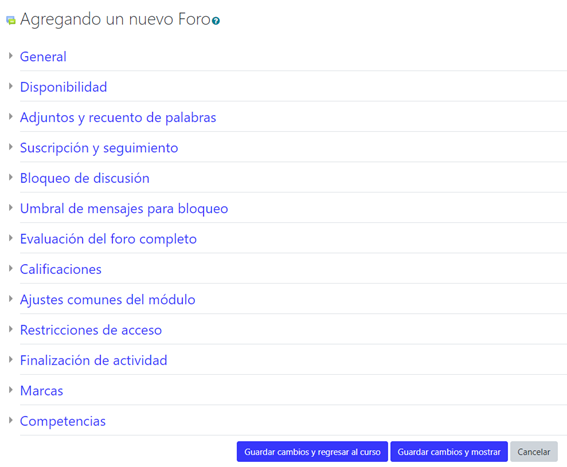 Agregando un nuevo Foro
General
Disponibilidad
Adjuntos y recuento de palabras
Suscripción y seguimiento
Bloqueo de discusión
Umbral de mensajes para bloqueo
Evaluación del foro completo
Calificaciones
Ajustes comunes del módulo
Restricciones de acceso
Finalización de actividad
Marcas
Competencias
Guardar cambios y regresar al curso Guardar cambios y mostrar Cancelar